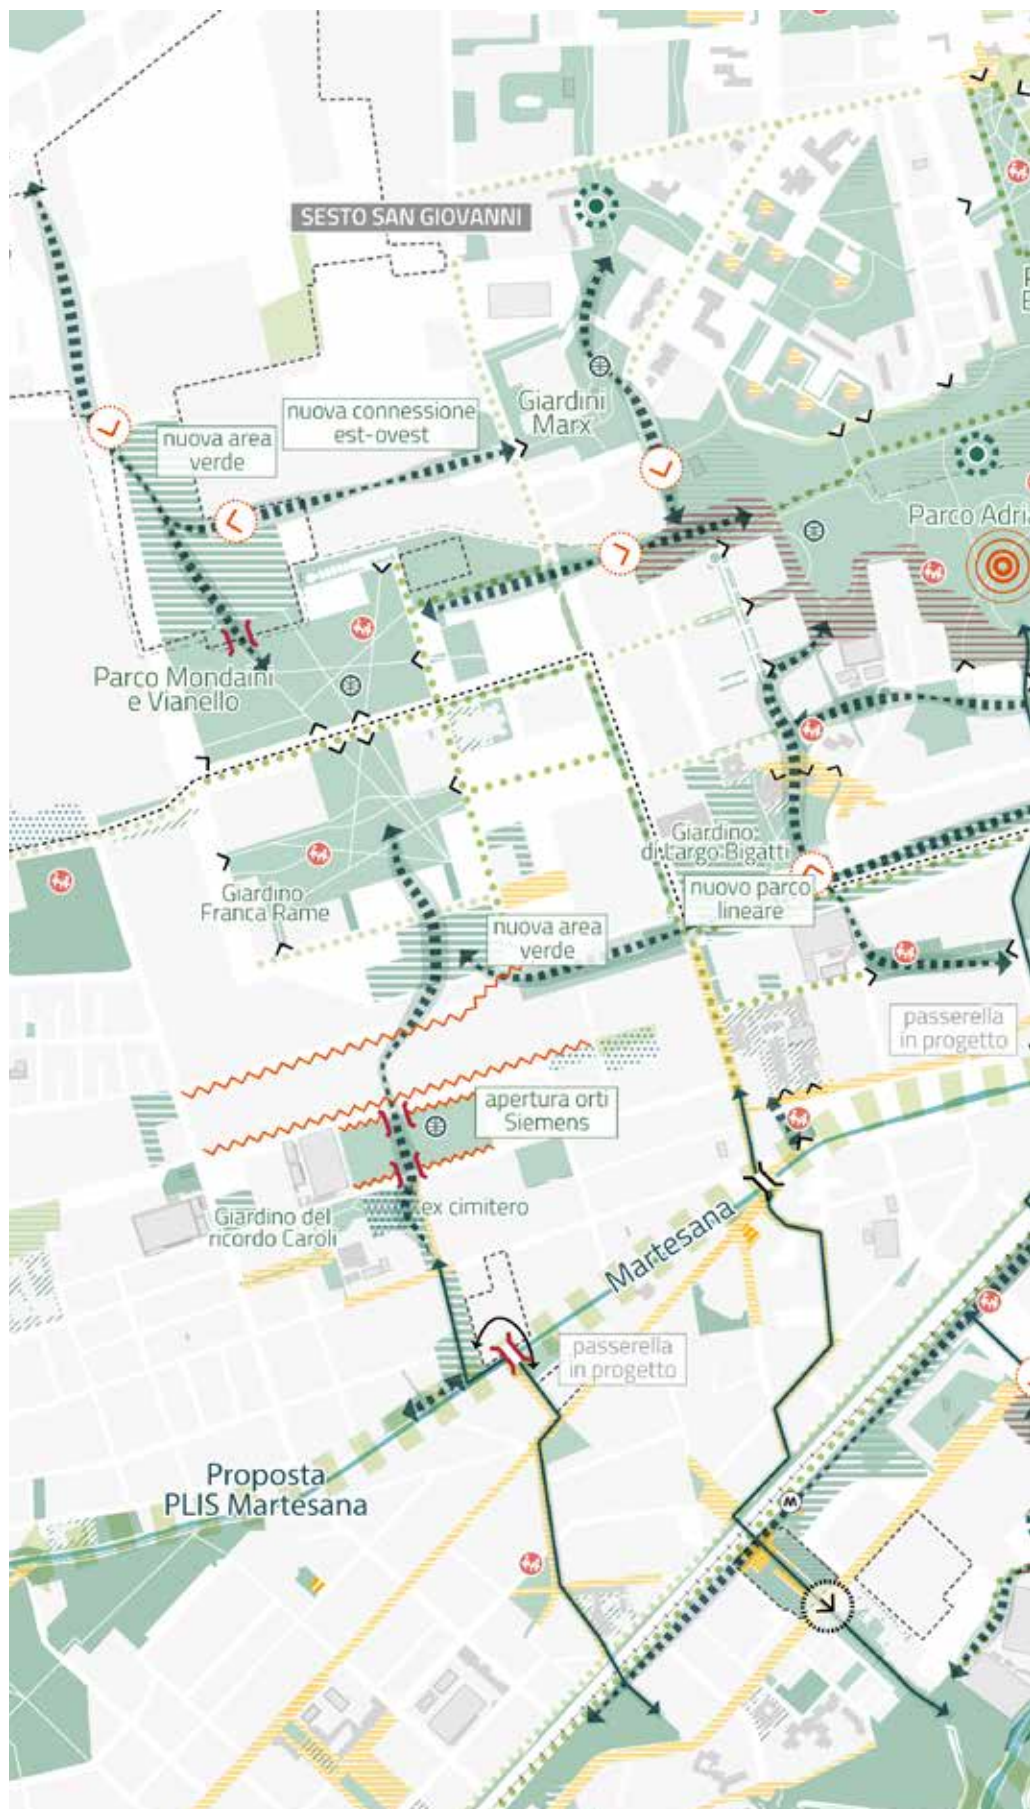 SESTO SAN GIOVANNI
nuova connessione
est-ovest
Giardini
Marx
nuova area
verde
Parco Adri
Parco Mondaini
e Vianello
Giardino
di Largo Bigatti
nuovo parco
lineare
Giardino
Franca Rame
nuova area
verde
passerella
in progetto
apertura orti
Siemens
ex cimitero
Giardino del
ricordo Caroli
Martesana
passerella
in progetto
Proposta
PLIS Martesana
M